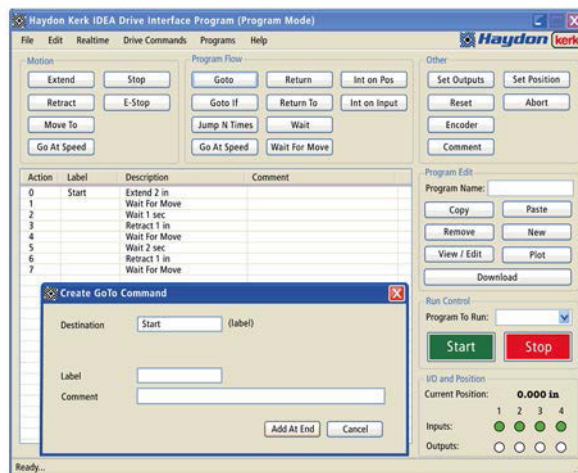 Haydon Kerk IDEA Drive Interface Program (Program Mode)
File Edit Realtime Drive Commands Programs Help
Haydon kerk
Motion
Extend Stop
Retract E-Stop
Move To
Go At Speed
Program Flow
Goto Return Int on Pos
Goto If Return To Int on Input
Jump N Times Wait
Go At Speed Wait For Move
Other
Set Outputs Set Position
Reset Abort
Encoder
Comment
Action Label Description Comment
0 Start Extend 2 in
1 Wait For Move
2 Wait 1 sec
3 Retract 1 in
4 Wait For Move
5 Wait 2 sec
6 Retract 1 in
7 Wait For Move
Create GoTo Command
Destination Start (label)
Label
Comment
Add At End Cancel
Program Edit
Program Name:
Copy Paste
Remove New
View / Edit Plot
Download
Run Control
Program To Run:
Start Stop
I/O and Position
Current Position: 0.000 in
1 2 3 4
Inputs:
Outputs:
Ready...